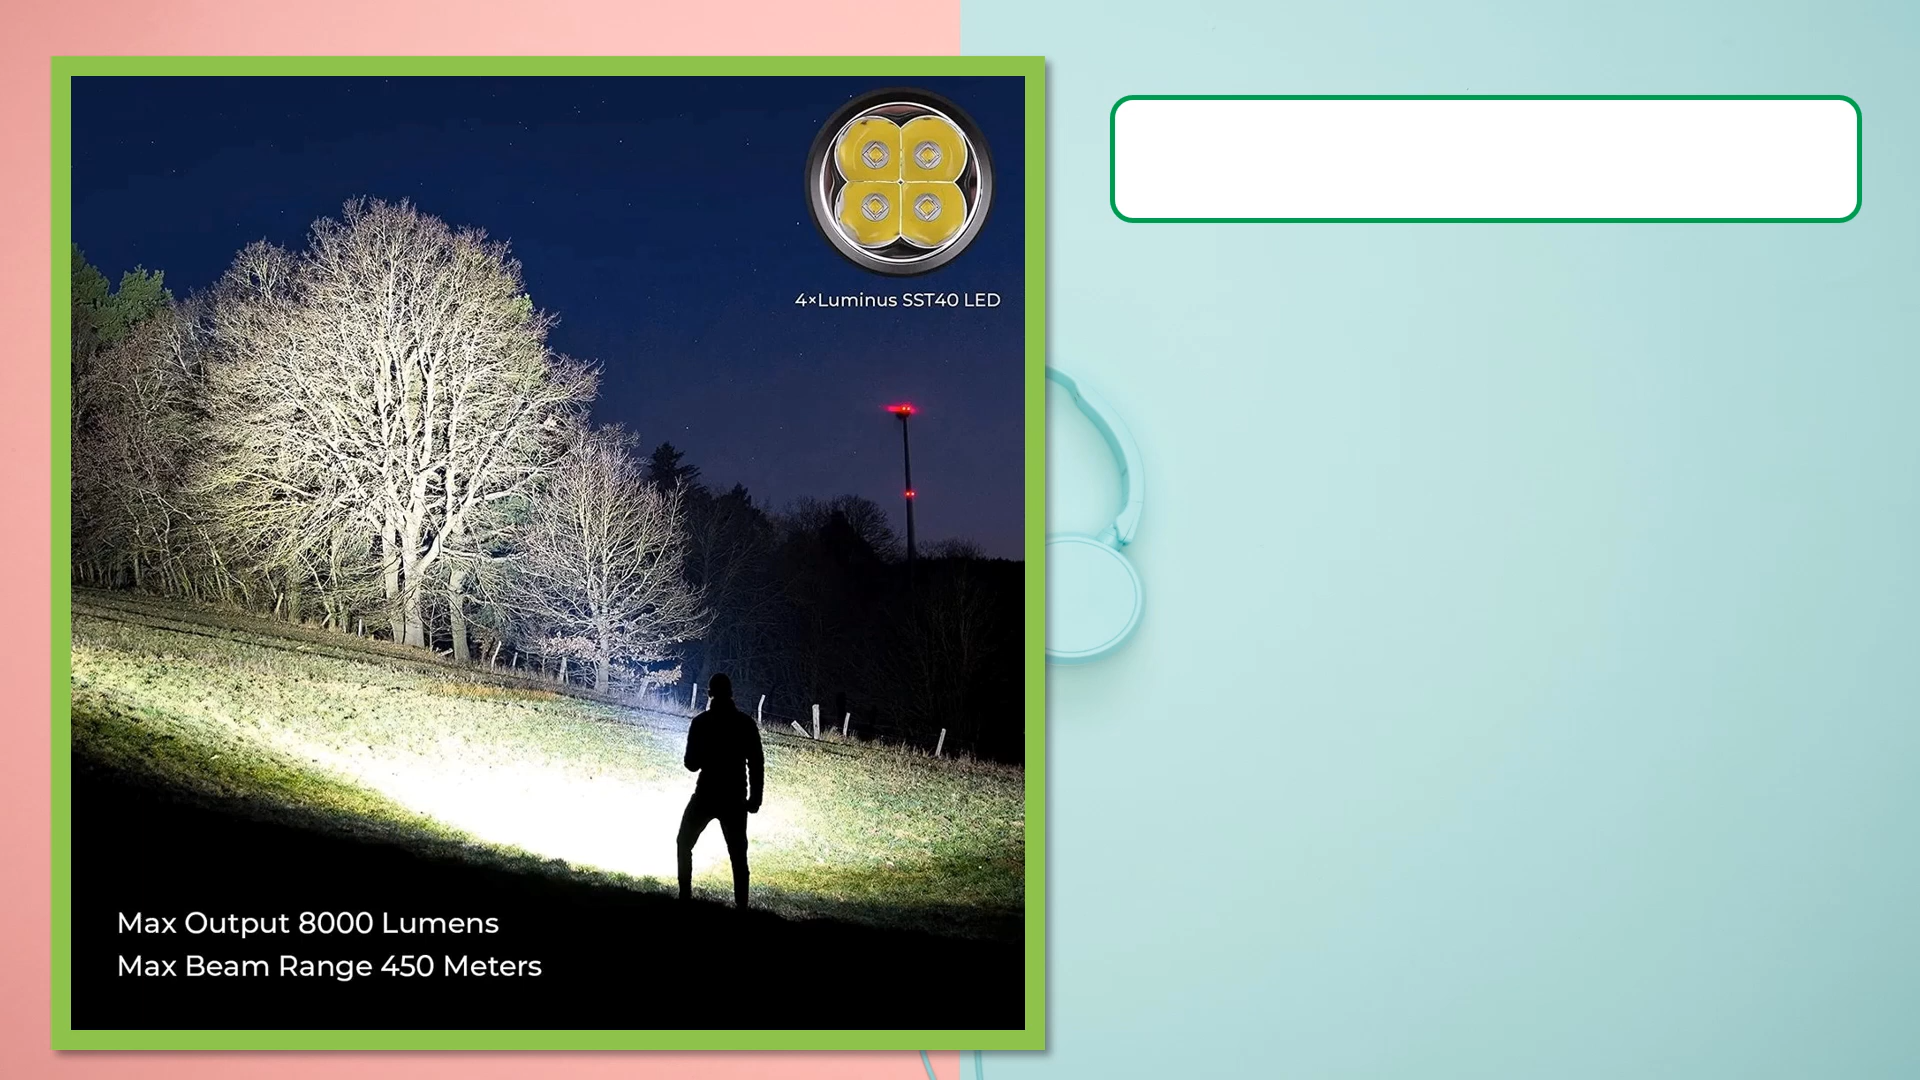 4×Luminus SST40 LED
Max Output 8000 Lumens
Max Beam Range 450 Meters